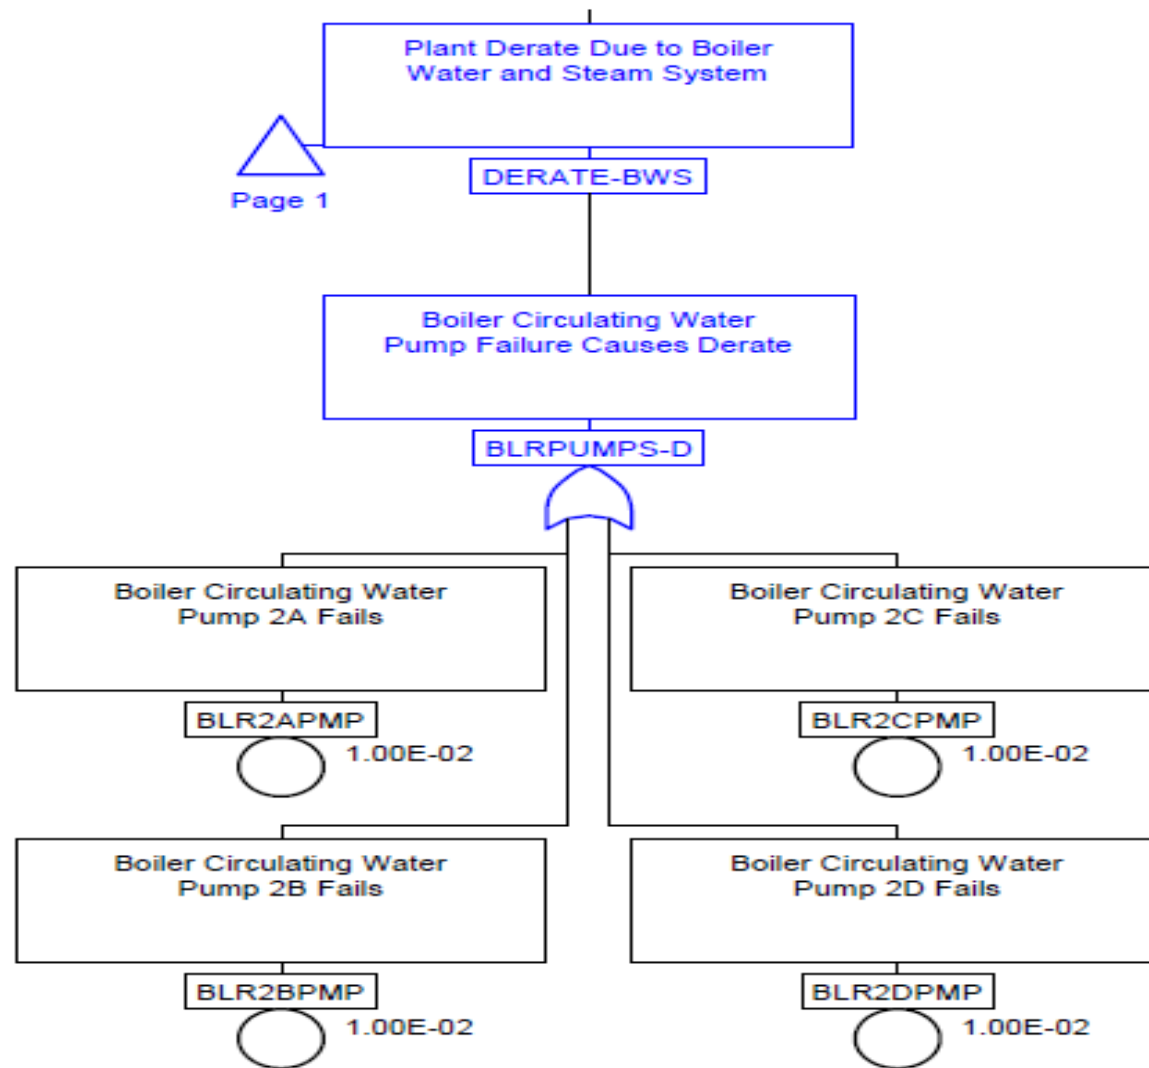 Plant Derate Due to Boiler
Water and Steam System
Page 1
DERATE-BWS
Boiler Circulating Water
Pump Failure Causes Derate
BLRPUMPS-D
Boiler Circulating Water
Pump 2A Fails
BLR2APMP
1.00E-02
Boiler Circulating Water
Pump 2C Fails
BLR2CPMP
1.00E-02
Boiler Circulating Water
Pump 2B Fails
BLR2BPMP
1.00E-02
Boiler Circulating Water
Pump 2D Fails
BLR2DPMP
1.00E-02